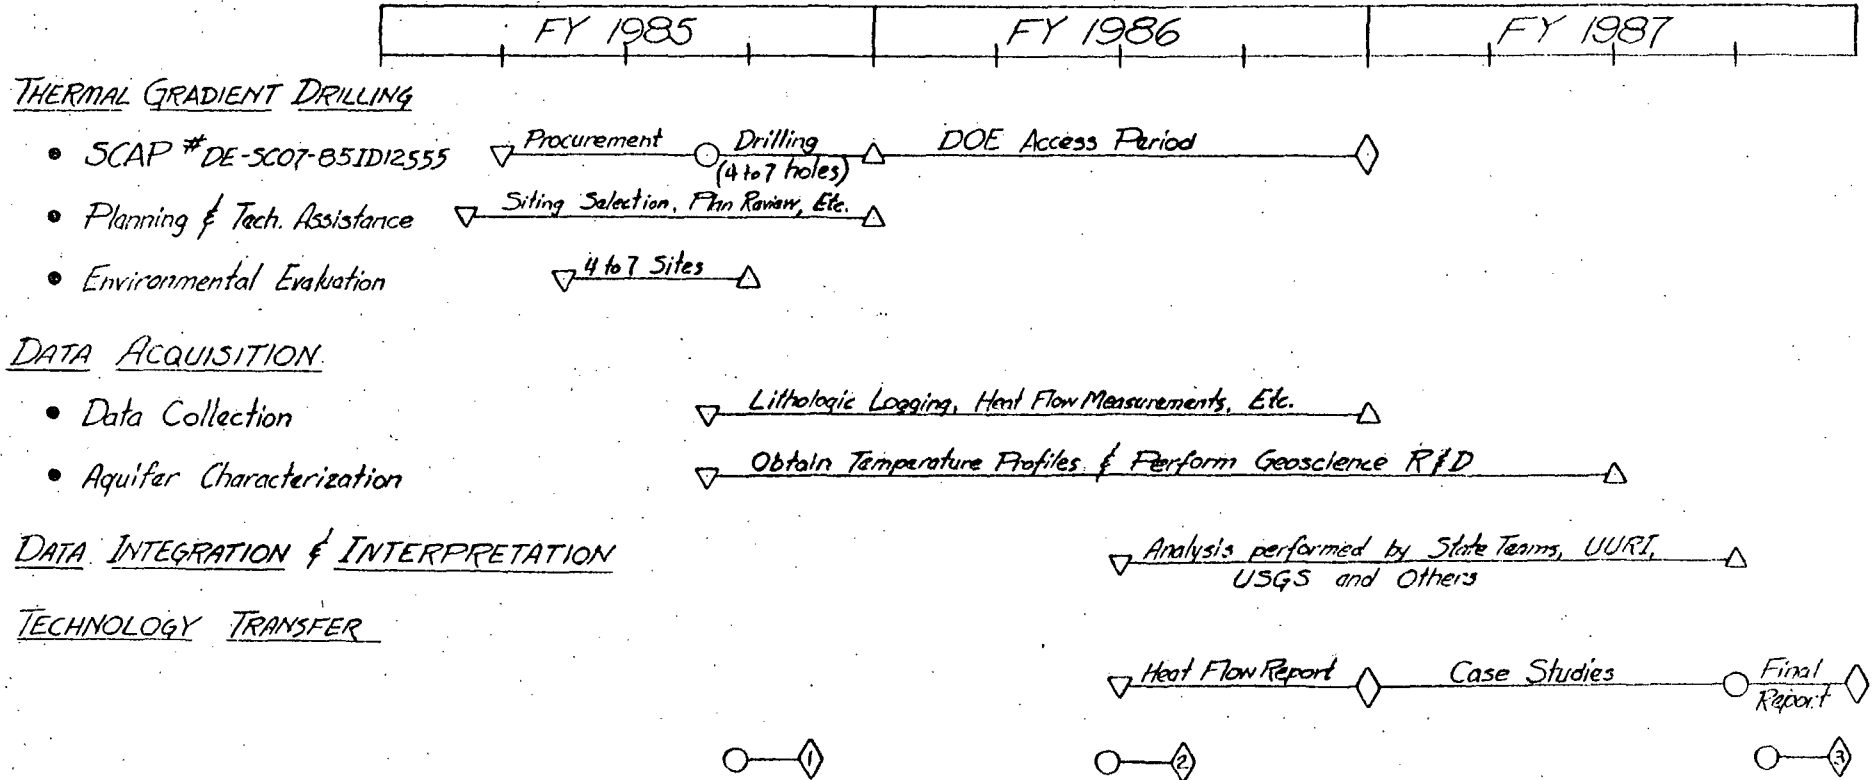 FY 1985 FY 1986 FY 1987
THERMAL GRADIENT DRILLING
• SCAP # DE-SC07-85ID12555 Procurement Drilling (4 to 7 holes) DOE Access Period
• Planning & Tech. Assistance Siting Selection, Plan Review, Etc.
• Environmental Evaluation 4 to 7 Sites
DATA ACQUISITION
• Data Collection Lithologic Logging, Heat Flow Measurements, Etc.
• Aquifer Characterization Obtain Temperature Profiles & Perform Geoscience R&D
DATA INTEGRATION & INTERPRETATION Analysis performed by State Teams, UURI,
USGS and Others
TECHNOLOGY TRANSFER
Heat Flow Report Case Studies Final
Report
1 2 3